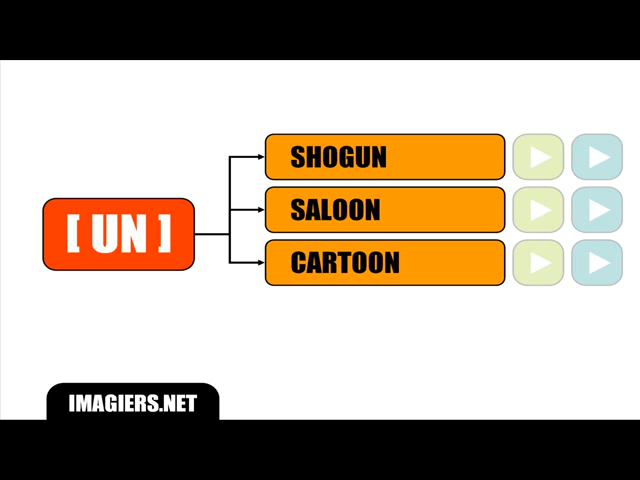 [ UN ]
SHOGUN
SALOON
CARTOON
IMAGIERS.NET